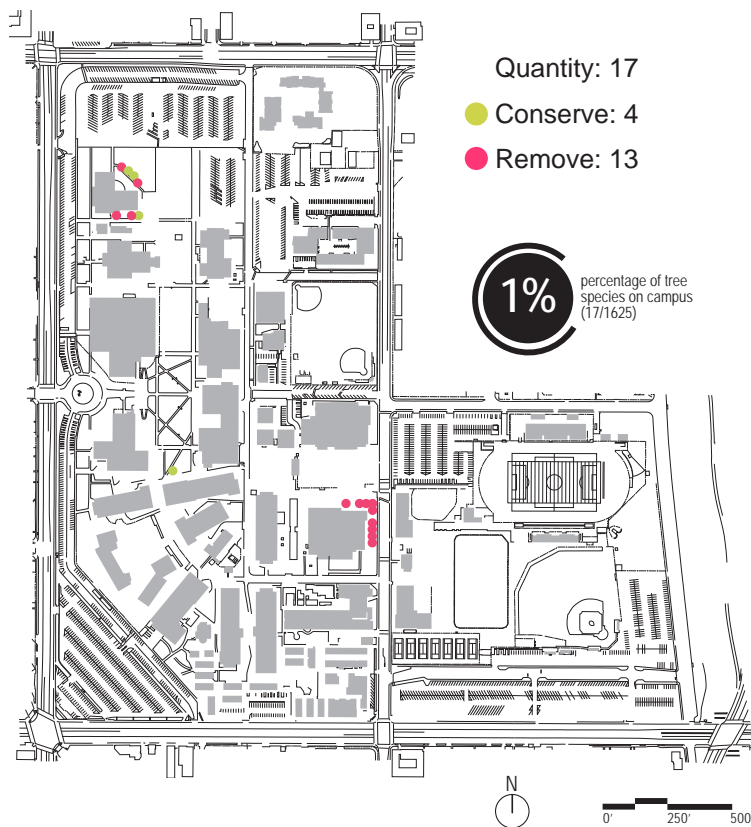 Quantity: 17
Conserve: 4
Remove: 13
1%
percentage of tree
species on campus
(17/1625)
N
0'
250'
500